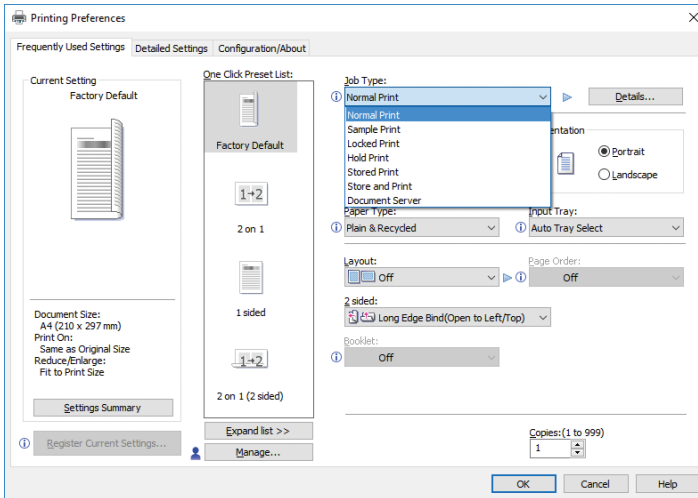 Printing Preferences
Frequently Used Settings
Detailed Settings
Configuration/About
Current Setting
Factory Default
Document Size:
A4 (210 x 297 mm)
Print On:
Same as Original Size
Reduce/Enlarge:
Fit to Print Size
Settings Summary
Register Current Settings...
One Click Preset List:
Factory Default
1→2
2 on 1
1 sided
1→2
2 on 1 (2 sided)
Expand list >>
Manage...
Job Type:
Normal Print
Details...
Normal Print
Sample Print
Locked Print
Hold Print
Stored Print
Store and Print
Document Server
entation
Portrait
Landscape
Paper Type:
Input Tray:
Plain & Recycled
Auto Tray Select
Layout:
Page Order:
Off
Off
2 sided:
Long Edge Bind(Open to Left/Top)
Booklet:
Off
Copies:(1 to 999)
1
OK
Cancel
Help